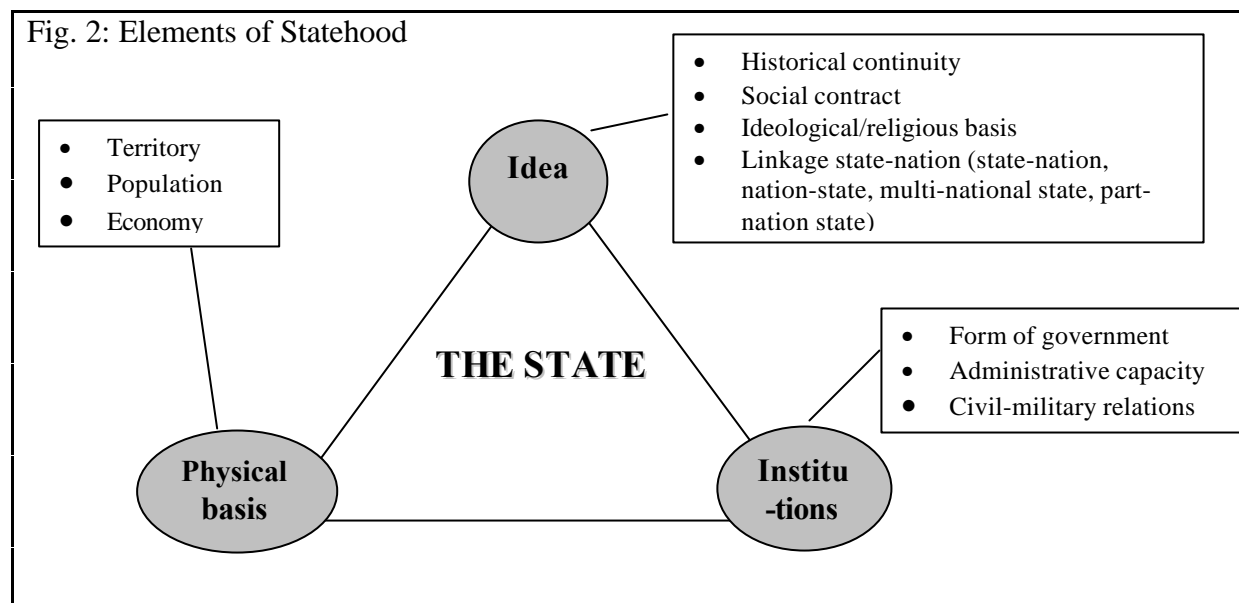 Fig. 2: Elements of Statehood
• Historical continuity
• Social contract
• Ideological/religious basis
• Linkage state-nation (state-nation,
nation-state, multi-national state, part-
nation state)
• Territory
• Population
• Economy
Idea
THE STATE
• Form of government
• Administrative capacity
• Civil-military relations
Physical
basis
Institu
-tions